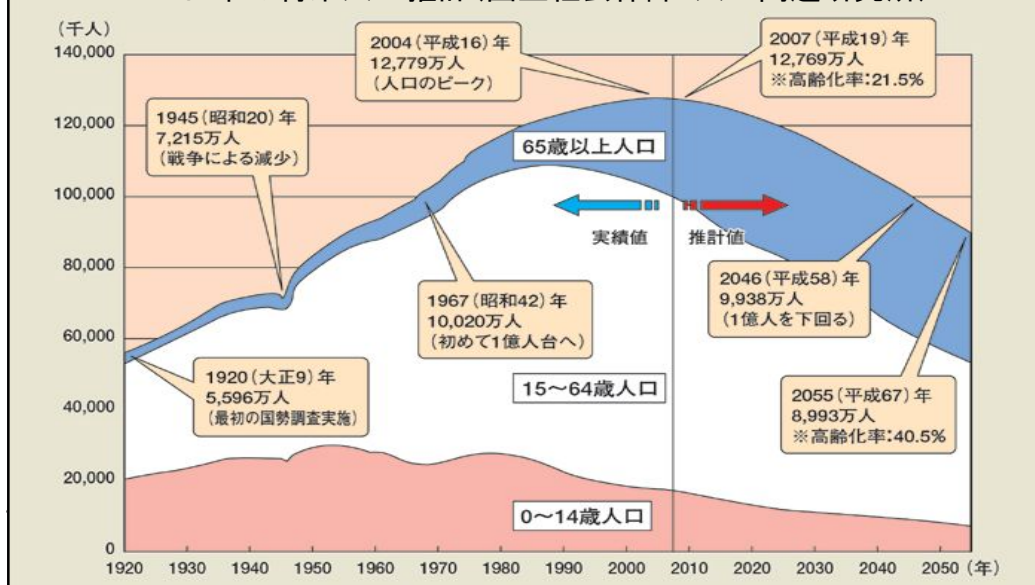 （千人）
140,000
120,000
100,000
80,000
60,000
40,000
20,000
0
2004（平成16）年
12,779万人
（人口のピーク）
2007（平成19）年
12,769万人
※高齢化率：21.5%
1945（昭和20）年
7,215万人
（戦争による減少）
65歳以上人口
実績値
推計値
1967（昭和42）年
10,020万人
（初めて1億人台へ）
2046（平成58）年
9,938万人
（1億人を下回る）
1920（大正9）年
5,596万人
（最初の国勢調査実施）
15～64歳人口
2055（平成67）年
8,993万人
※高齢化率：40.5%
0～14歳人口
1920 1930 1940 1950 1960 1970 1980 1990 2000 2010 2020 2030 2040 2050（年）